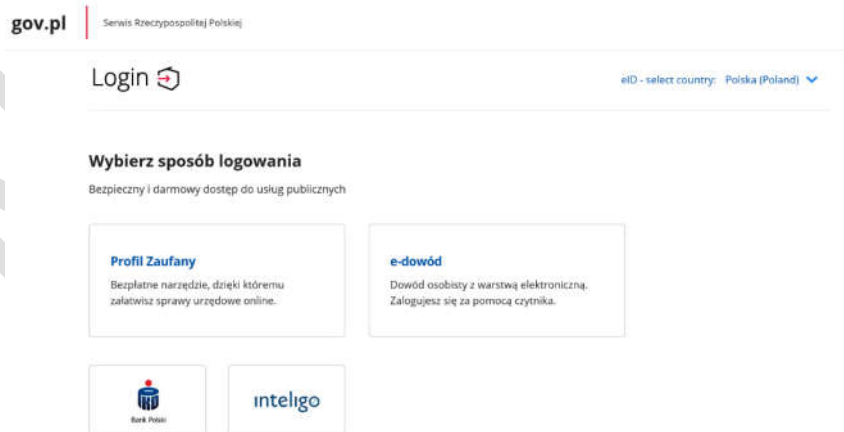 gov.pl
Serwis Rzeczypospolitej Polskiej
Login
eID - select country: Polska (Poland)
Wybierz sposób logowania
Bezpieczny i darmowy dostęp do usług publicznych
Profil Zaufany
Bezpłatne narzędzie, dzięki któremu
załatwisz sprawy urzędowe online.
e-dowód
Dowód osobisty z warstwą elektroniczną.
Zalogujesz się za pomocą czytnika.
Bank Polski
inteligo